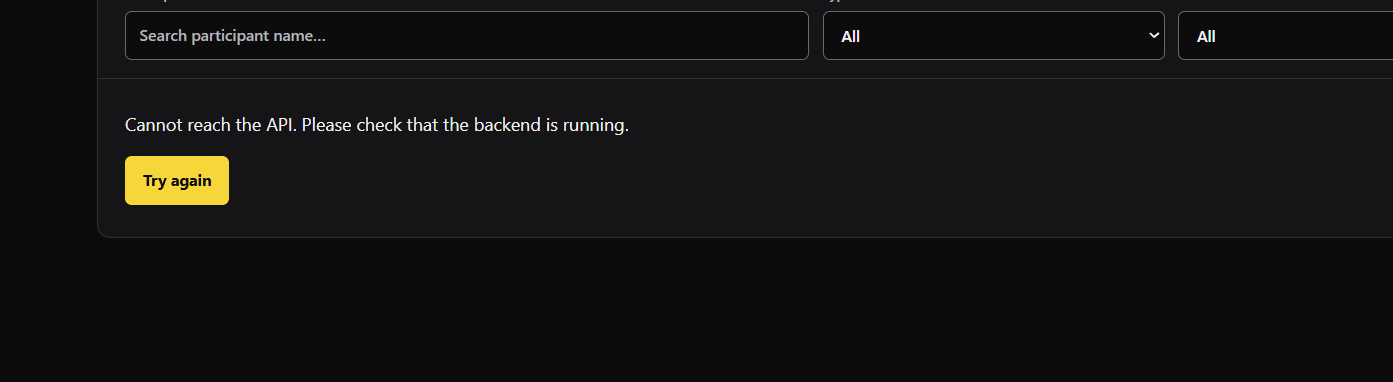 Search participant name...
All
All
Cannot reach the API. Please check that the backend is running.
Try again